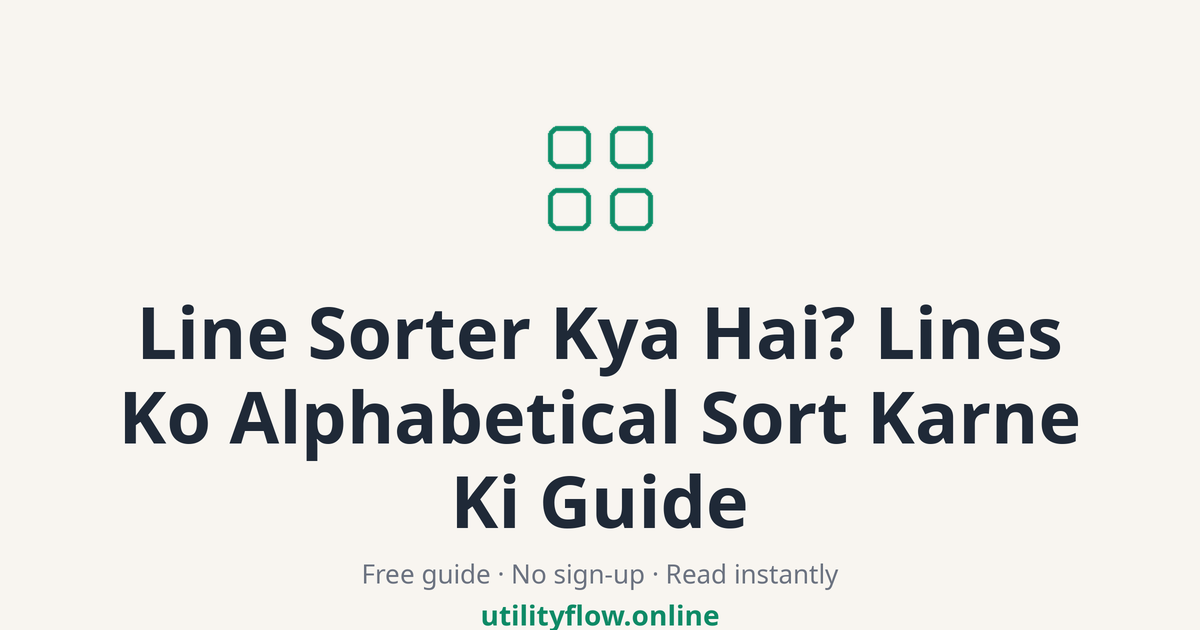 Line Sorter Kya Hai? Lines
Ko Alphabetical Sort Karne
Ki Guide
Free guide · No sign-up · Read instantly
utilityflow.online